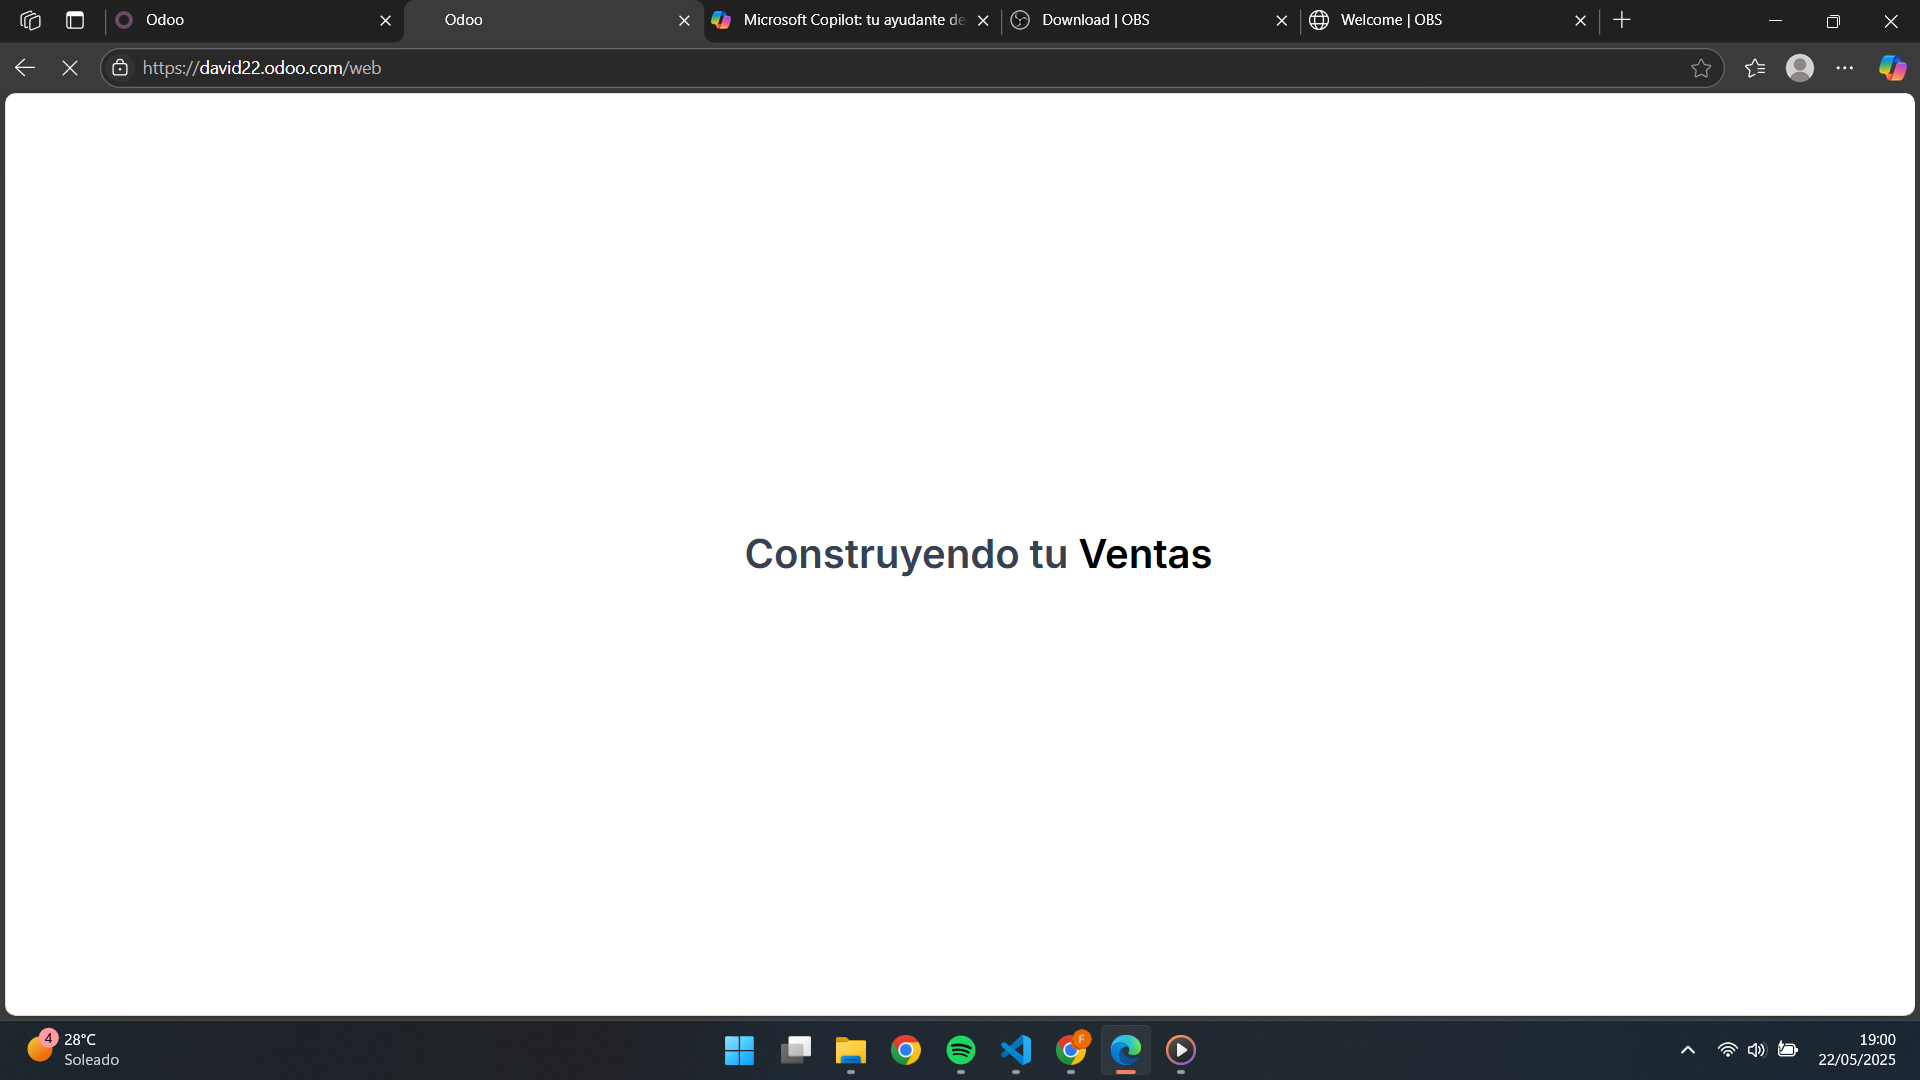 Odoo
Odoo
Microsoft Copilot: tu ayudante de
Download | OBS
Welcome | OBS
https://david22.odoo.com/web
Construyendo tu Ventas
4
28°C
Soleado
F
19:00
22/05/2025